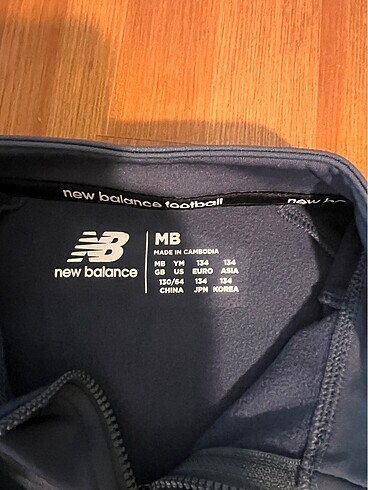 new balance football
new ba
NB
new balance
MB
MADE IN CAMBODIA
MB YM 134 134
GB US EURO ASIA
130/64 134 134
CHINA JPN KOREA